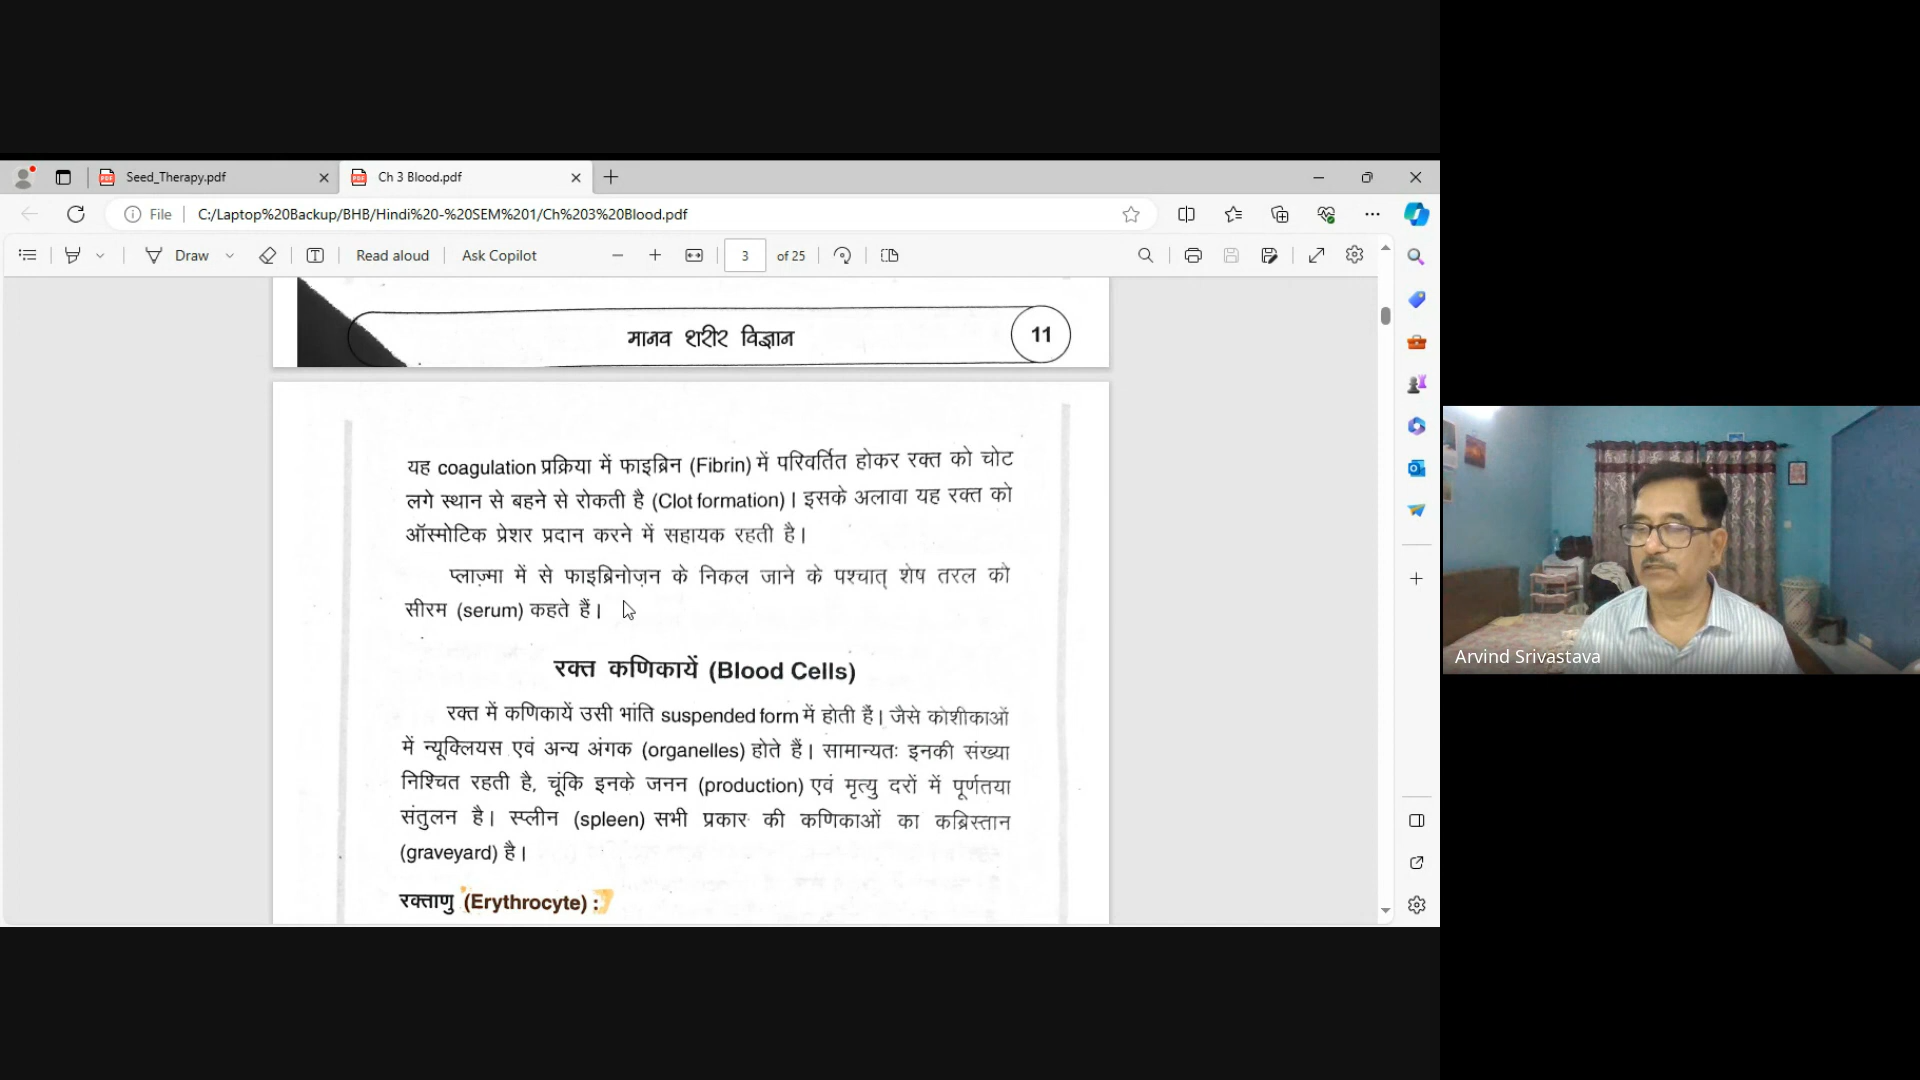 Seed_Therapy.pdf
Ch 3 Blood.pdf
File
C:/Laptop%20Backup/BHB/Hindi%20-%20SEM%201/Ch%203%20Blood.pdf
Draw
Read aloud
Ask Copilot
3
of 25
मानव शरीर विज्ञान
11
यह coagulation प्रक्रिया में फाइब्रिन (Fibrin) में परिवर्तित होकर रक्त को चोट
लगे स्थान से बहने से रोकती है (Clot formation)। इसके अलावा यह रक्त को
ऑस्मोटिक प्रेशर प्रदान करने में सहायक रहती है।
प्लाज़्मा में से फाइब्रिनोज़न के निकल जाने के पश्चात् शेष तरल को
सीरम (serum) कहते हैं।
रक्त कणिकायें (Blood Cells)
रक्त में कणिकायें उसी भांति suspended form में होती हैं। जैसे कोशीकाओं
में न्यूक्लियस एवं अन्य अंगक (organelles) होते हैं। सामान्यतः इनकी संख्या
निश्चित रहती है, चूंकि इनके जनन (production) एवं मृत्यु दरों में पूर्णतया
संतुलन है। स्प्लीन (spleen) सभी प्रकार की कणिकाओं का कब्रिस्तान
(graveyard) है।
रक्ताणु (Erythrocyte) :
Arvind Srivastava